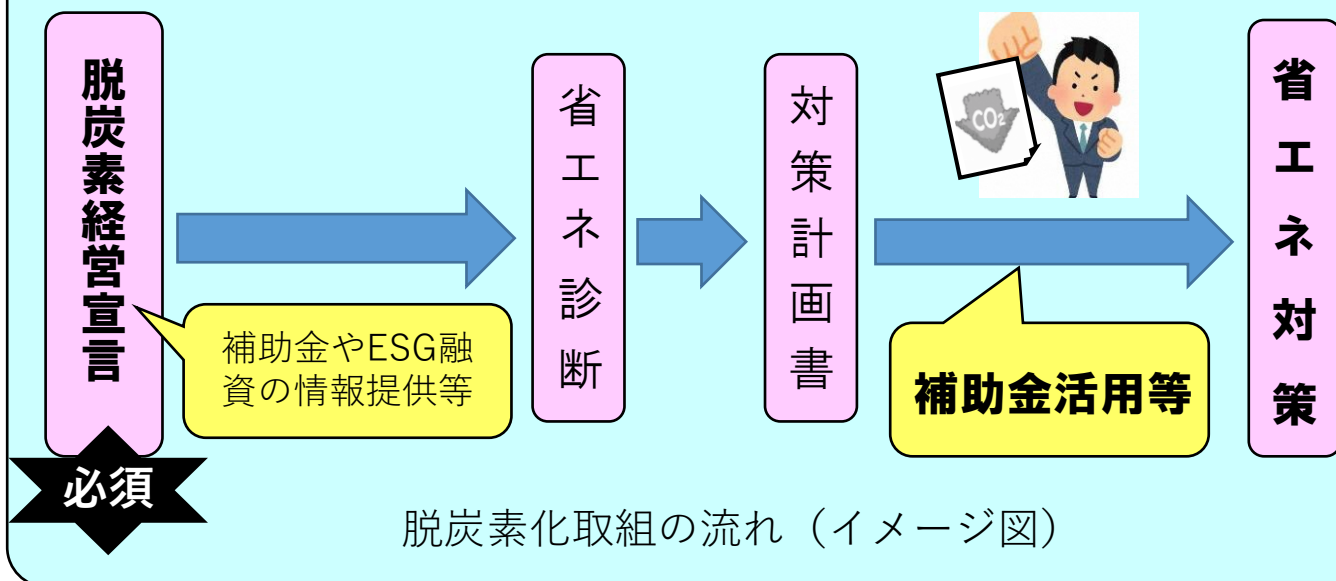 脱炭素経営宣言
必須
補助金やESG融
資の情報提供等
省エネ診断
対策計画書
CO2
補助金活用等
省エネ対策
脱炭素化取組の流れ（イメージ図）